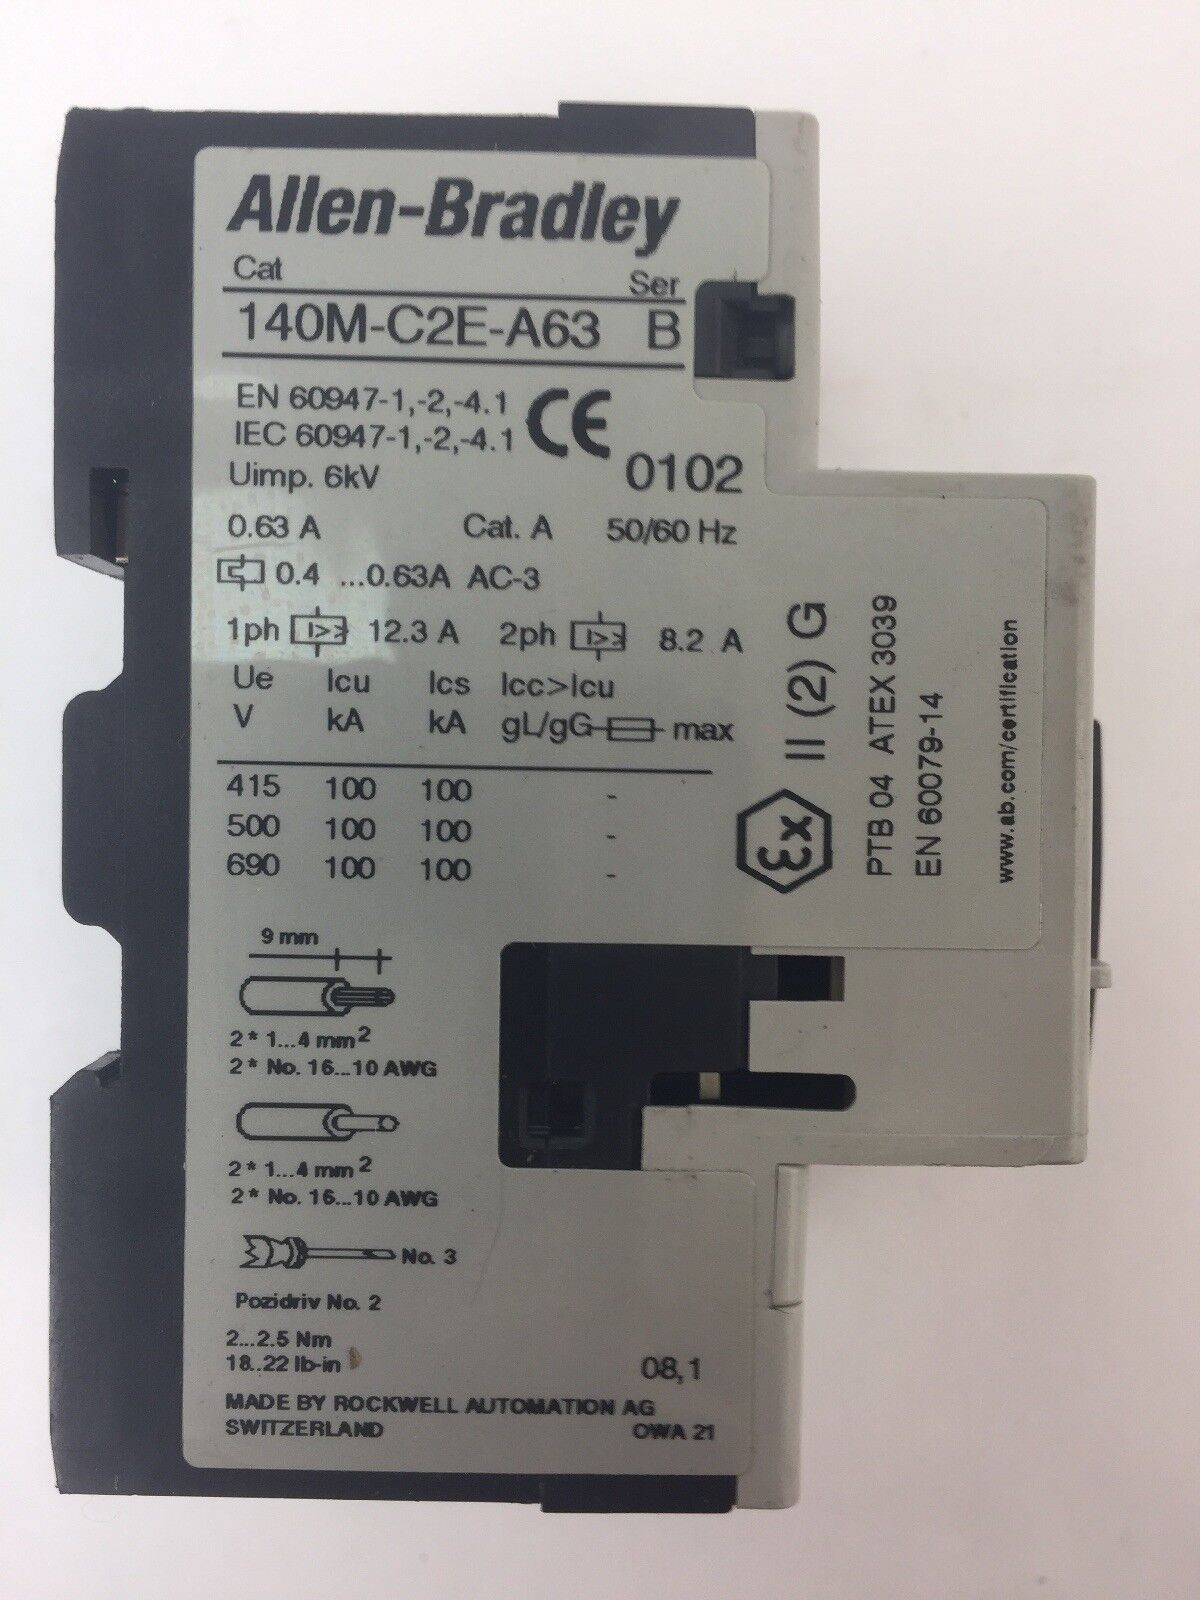 Allen-Bradley
Cat Ser
140M-C2E-A63 B
EN 60947-1,-2,-4.1
IEC 60947-1,-2,-4.1
CE
Uimp. 6kV 0102
0.63 A Cat. A 50/60 Hz
0.4 ...0.63A AC-3
1ph I> 12.3 A 2ph I> 8.2 A
Ue Icu Ics Icc>Icu
V kA kA gL/gG max
415 100 100 -
500 100 100 -
690 100 100 -
9 mm
2* 1...4 mm2
2* No. 16...10 AWG
2* 1...4 mm2
2* No. 16...10 AWG
No. 3
Pozidriv No. 2
2...2.5 Nm
18..22 lb-in 08,1
MADE BY ROCKWELL AUTOMATION AG
SWITZERLAND OWA 21
Ex II (2) G
PTB 04 ATEX 3039
EN 60079-14
www.ab.com/certification